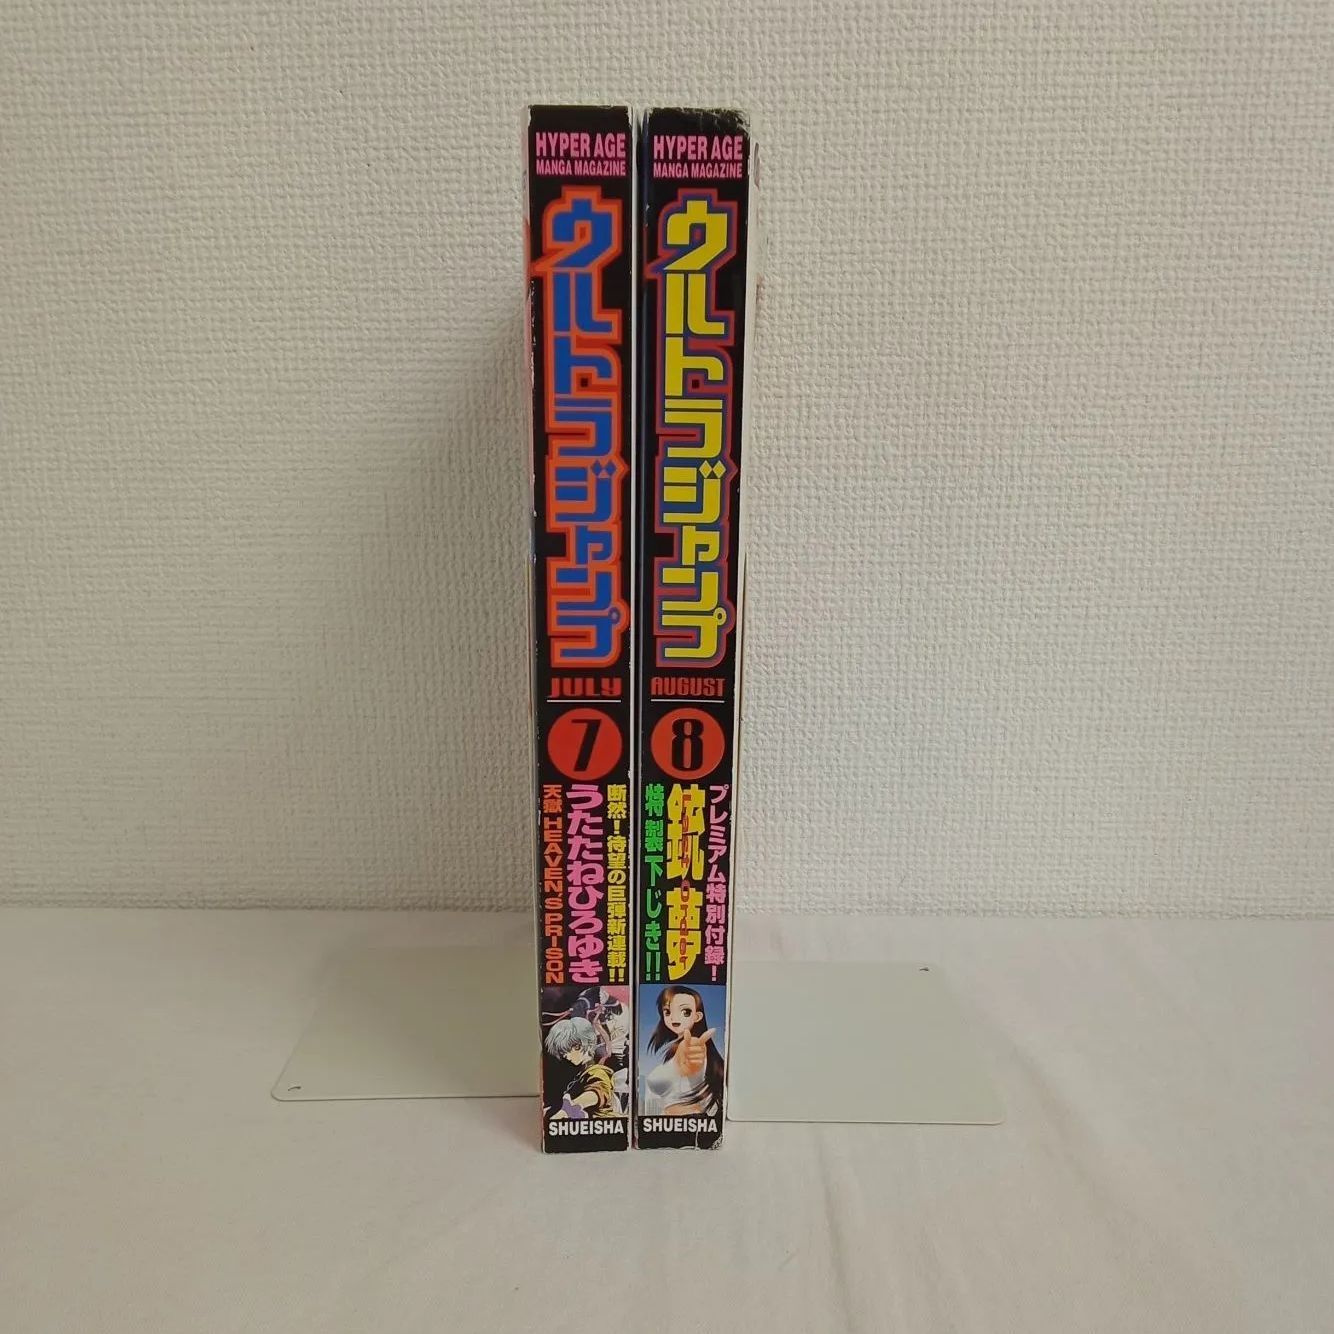 HYPER AGE
MANGA MAGAZINE
ウルトラジャンプ
JULY
7
断然!待望の巨弾新連載!!
うたたねひろゆき
天獄 HEAVEN'S PRISON
SHUEISHA
HYPER AGE
MANGA MAGAZINE
ウルトラジャンプ
AUGUST
8
プレミアム特別付録!
銃夢
特製下じき!!
SHUEISHA